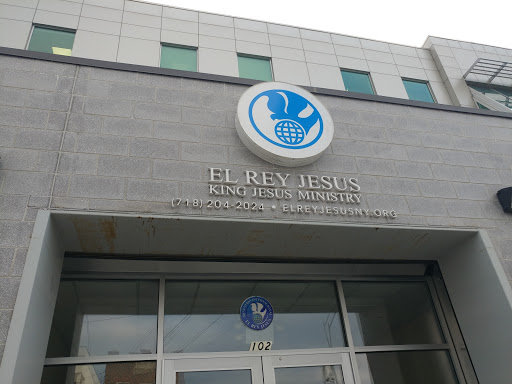 EL REY JESUS
KING JESUS MINISTRY
(718) 204-2024 • ELREYJESUSNY.ORG
102